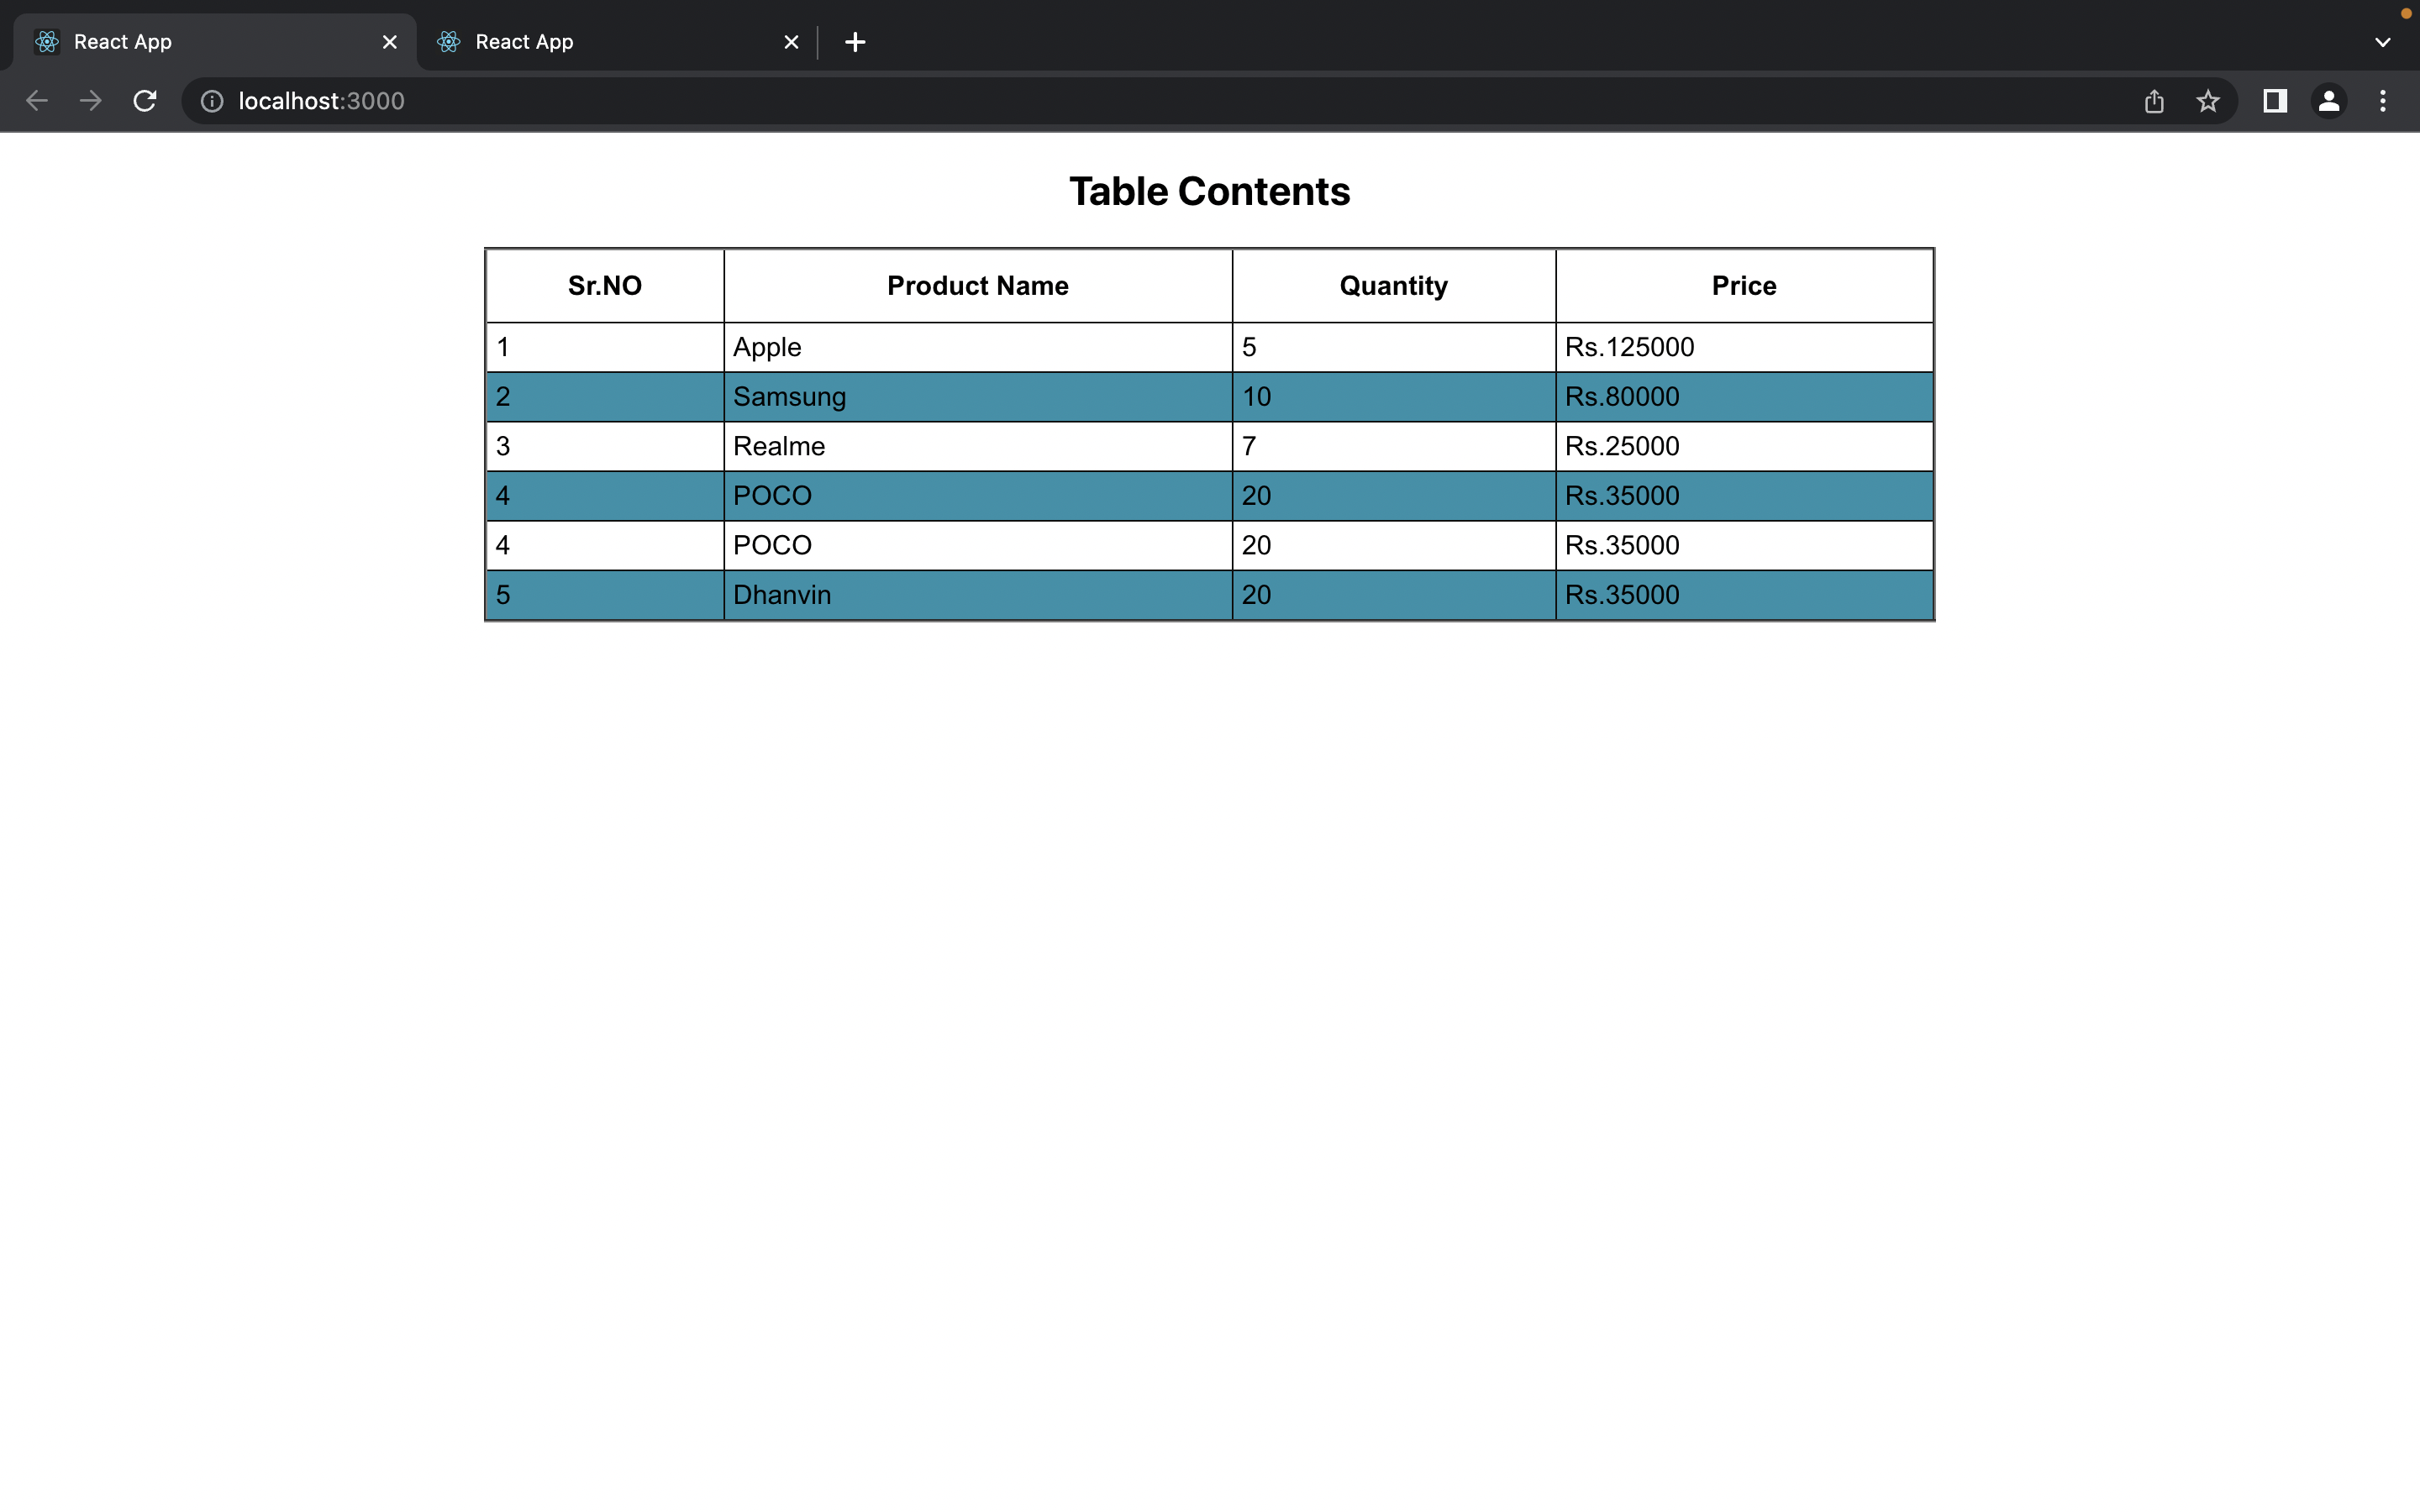 React App
React App
localhost:3000
Table Contents
Sr.NO Product Name Quantity Price
1 Apple 5 Rs.125000
2 Samsung 10 Rs.80000
3 Realme 7 Rs.25000
4 POCO 20 Rs.35000
4 POCO 20 Rs.35000
5 Dhanvin 20 Rs.35000